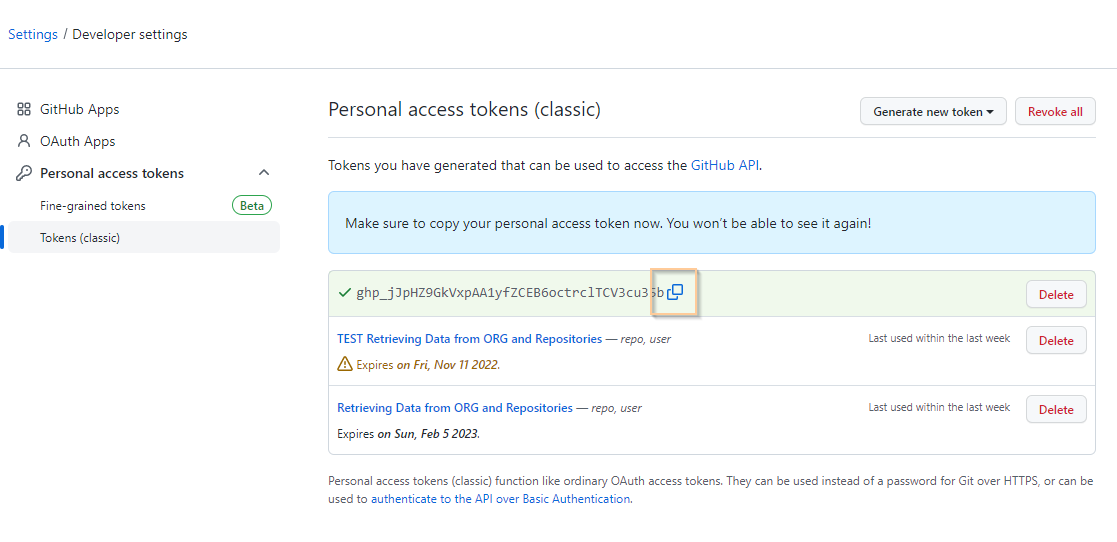 Settings / Developer settings
GitHub Apps
OAuth Apps
Personal access tokens
Fine-grained tokens Beta
Tokens (classic)
Personal access tokens (classic)
Generate new token
Revoke all
Tokens you have generated that can be used to access the GitHub API.
Make sure to copy your personal access token now. You won’t be able to see it again!
Delete
TEST Retrieving Data from ORG and Repositories — repo, user
Last used within the last week
Delete
Expires on Fri, Nov 11 2022.
Retrieving Data from ORG and Repositories — repo, user
Last used within the last week
Delete
Expires on Sun, Feb 5 2023.
Personal access tokens (classic) function like ordinary OAuth access tokens. They can be used instead of a password for Git over HTTPS, or can be
used to authenticate to the API over Basic Authentication.